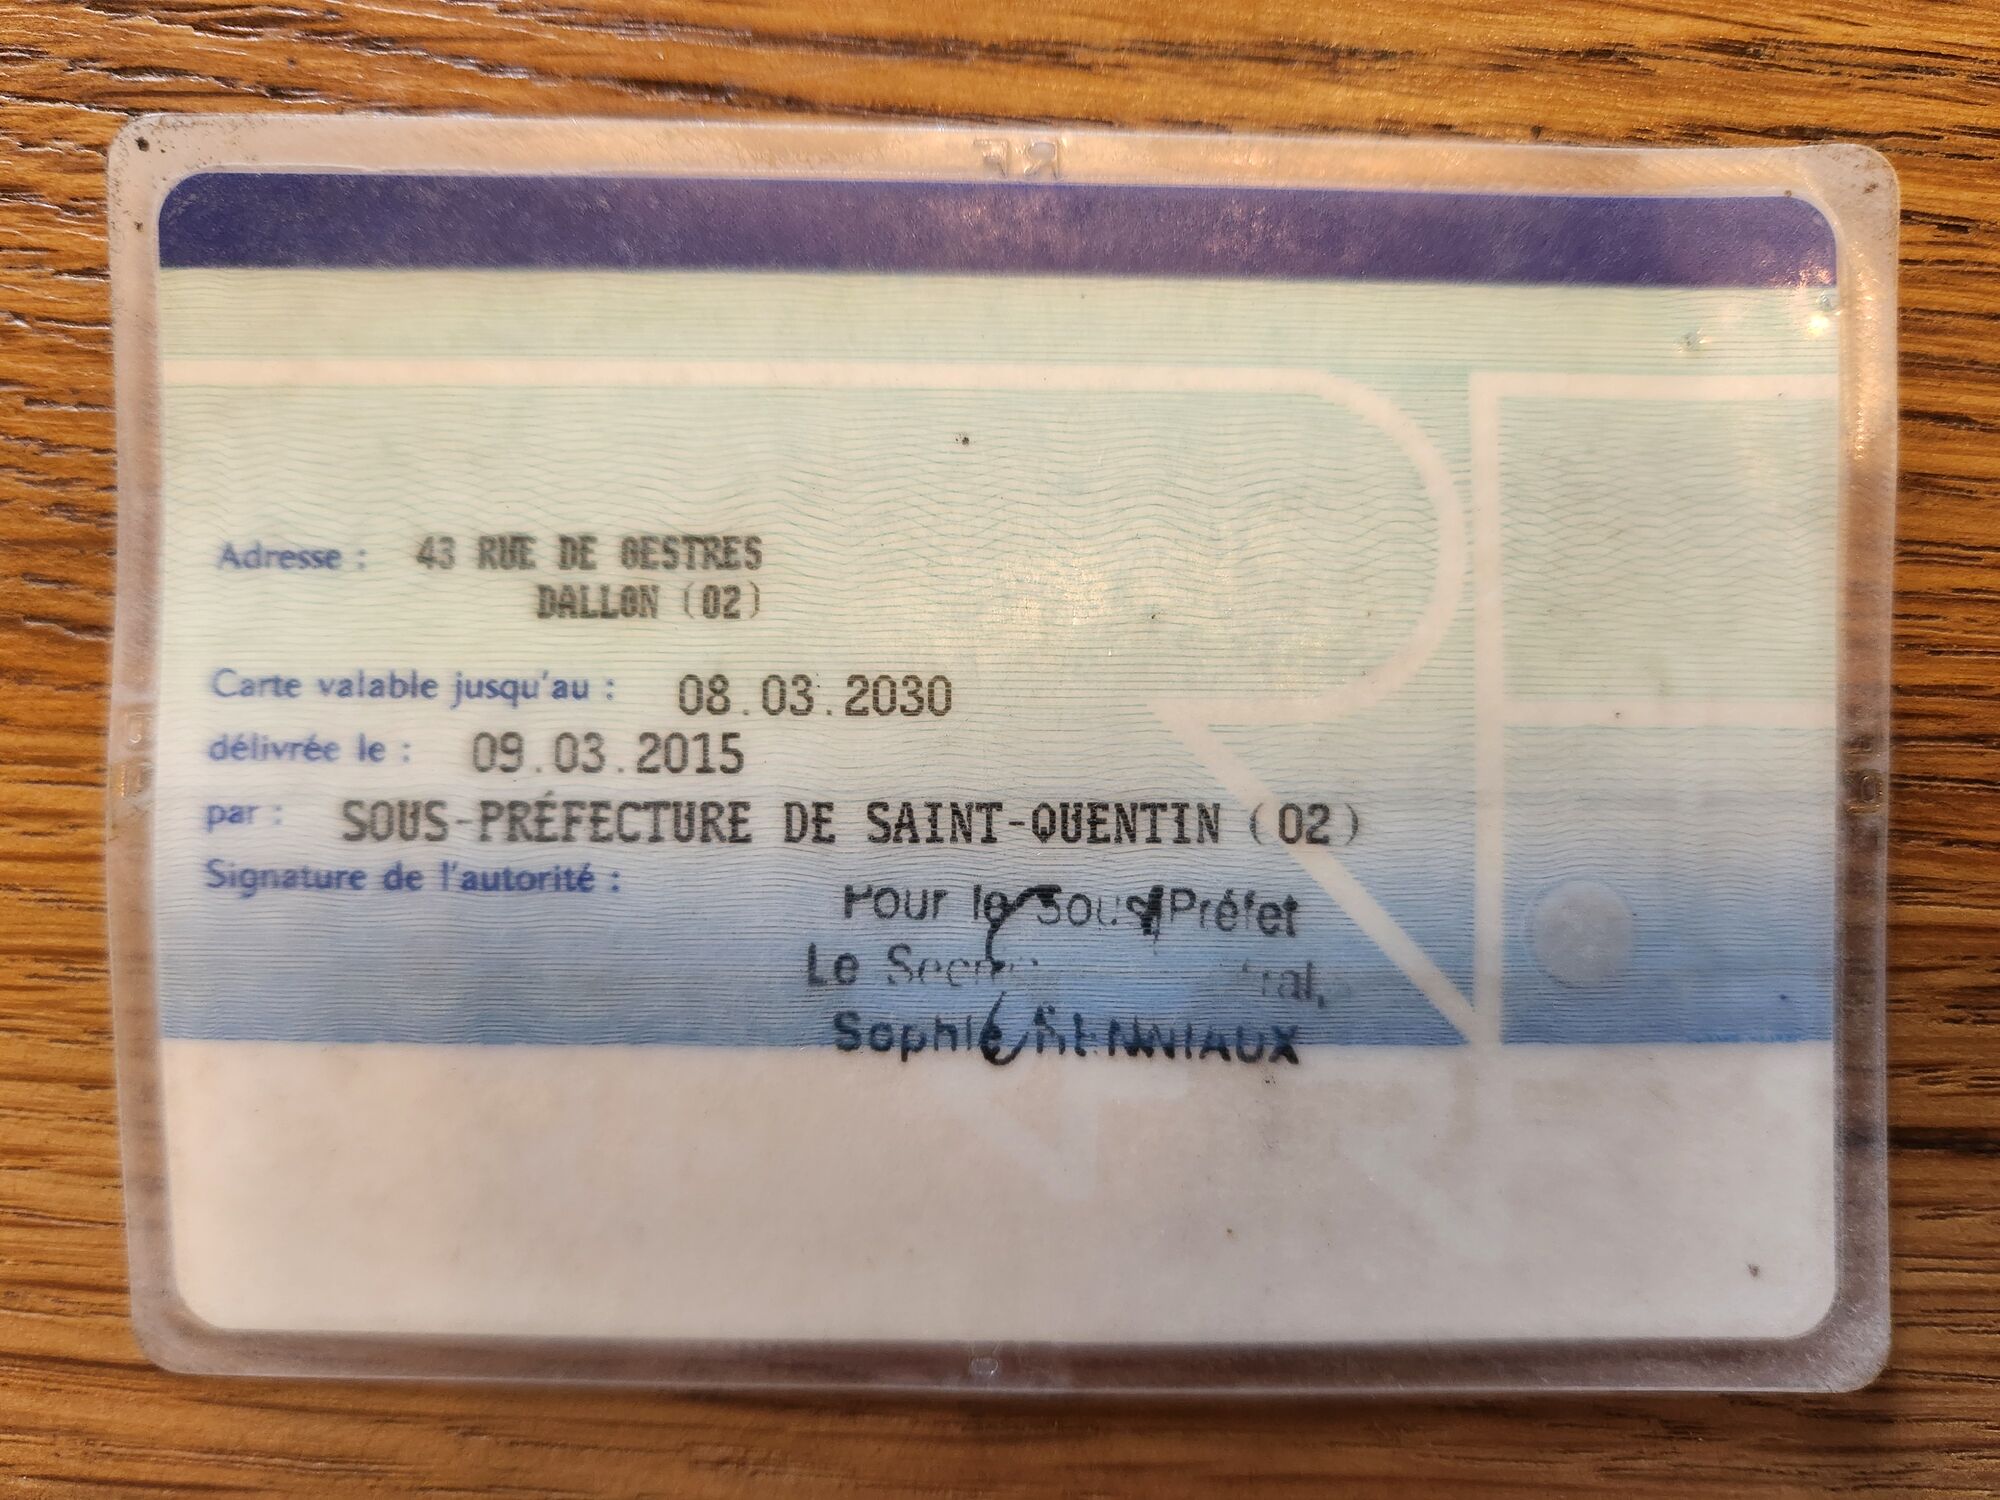 Adresse : 43 RUE DE GESTRES
DALLON (02)
Carte valable jusqu'au : 08.03.2030
délivrée le : 09.03.2015
par : SOUS-PRÉFECTURE DE SAINT-QUENTIN (02)
Signature de l'autorité :
Pour le Sous Préfet
Le
Sophie
RF